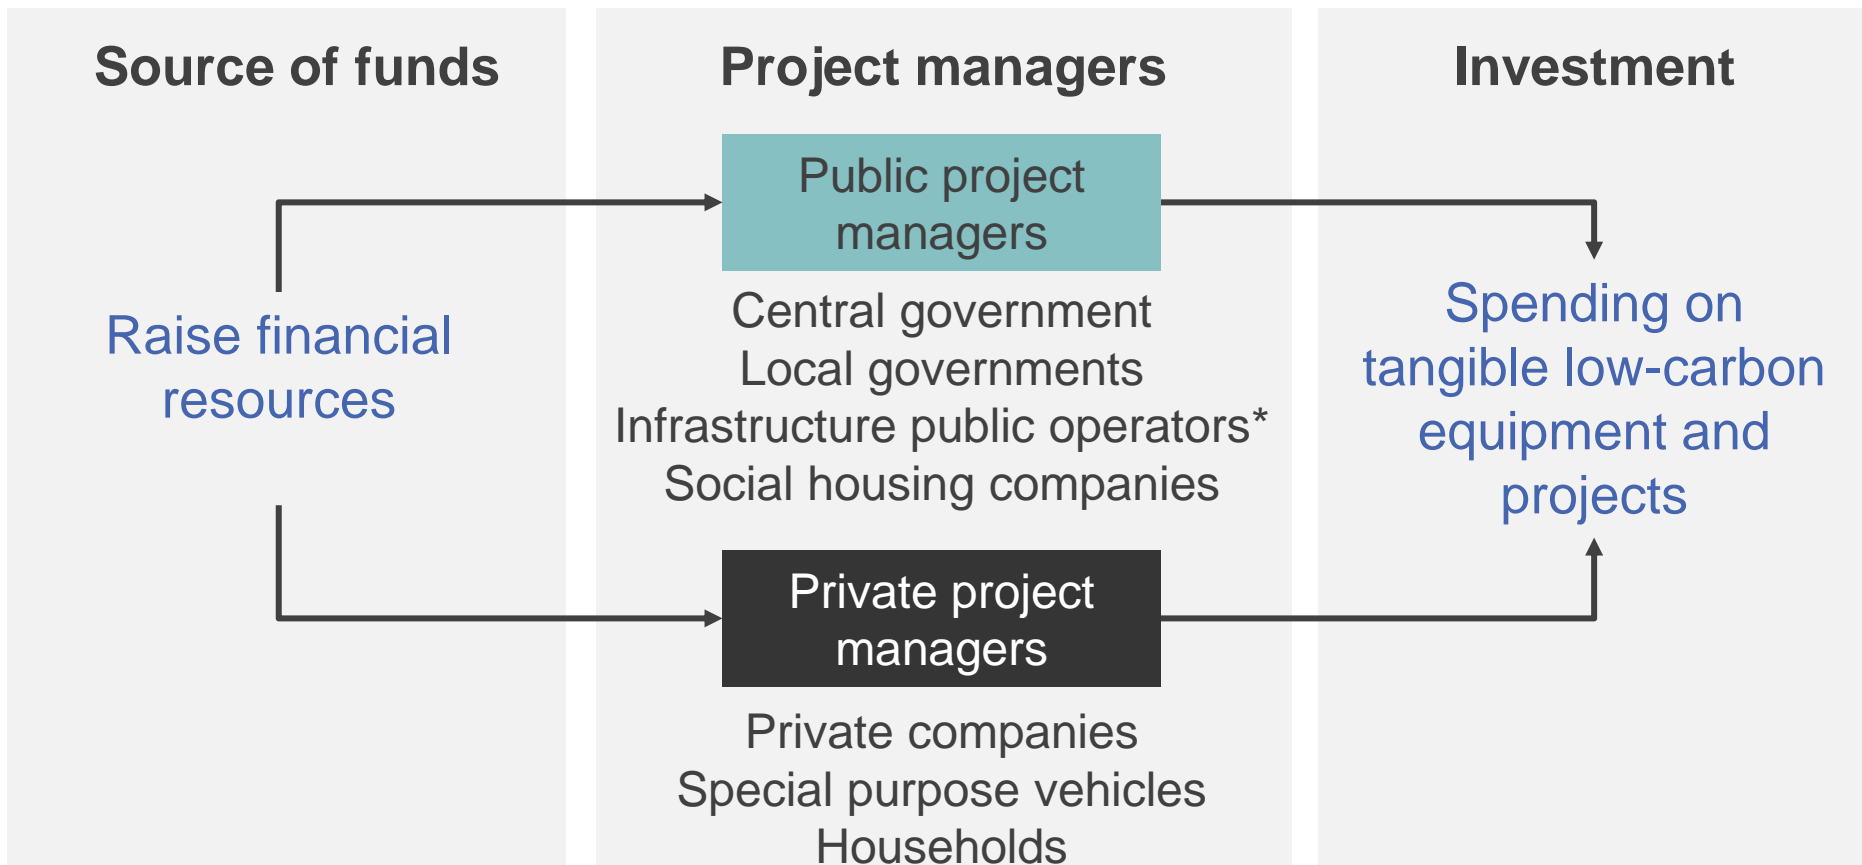 Source of funds
Raise financial
resources
Project managers
Public project
managers
Central government
Local governments
Infrastructure public operators*
Social housing companies
Private project
managers
Private companies
Special purpose vehicles
Households
Investment
Spending on
tangible low-carbon
equipment and
projects